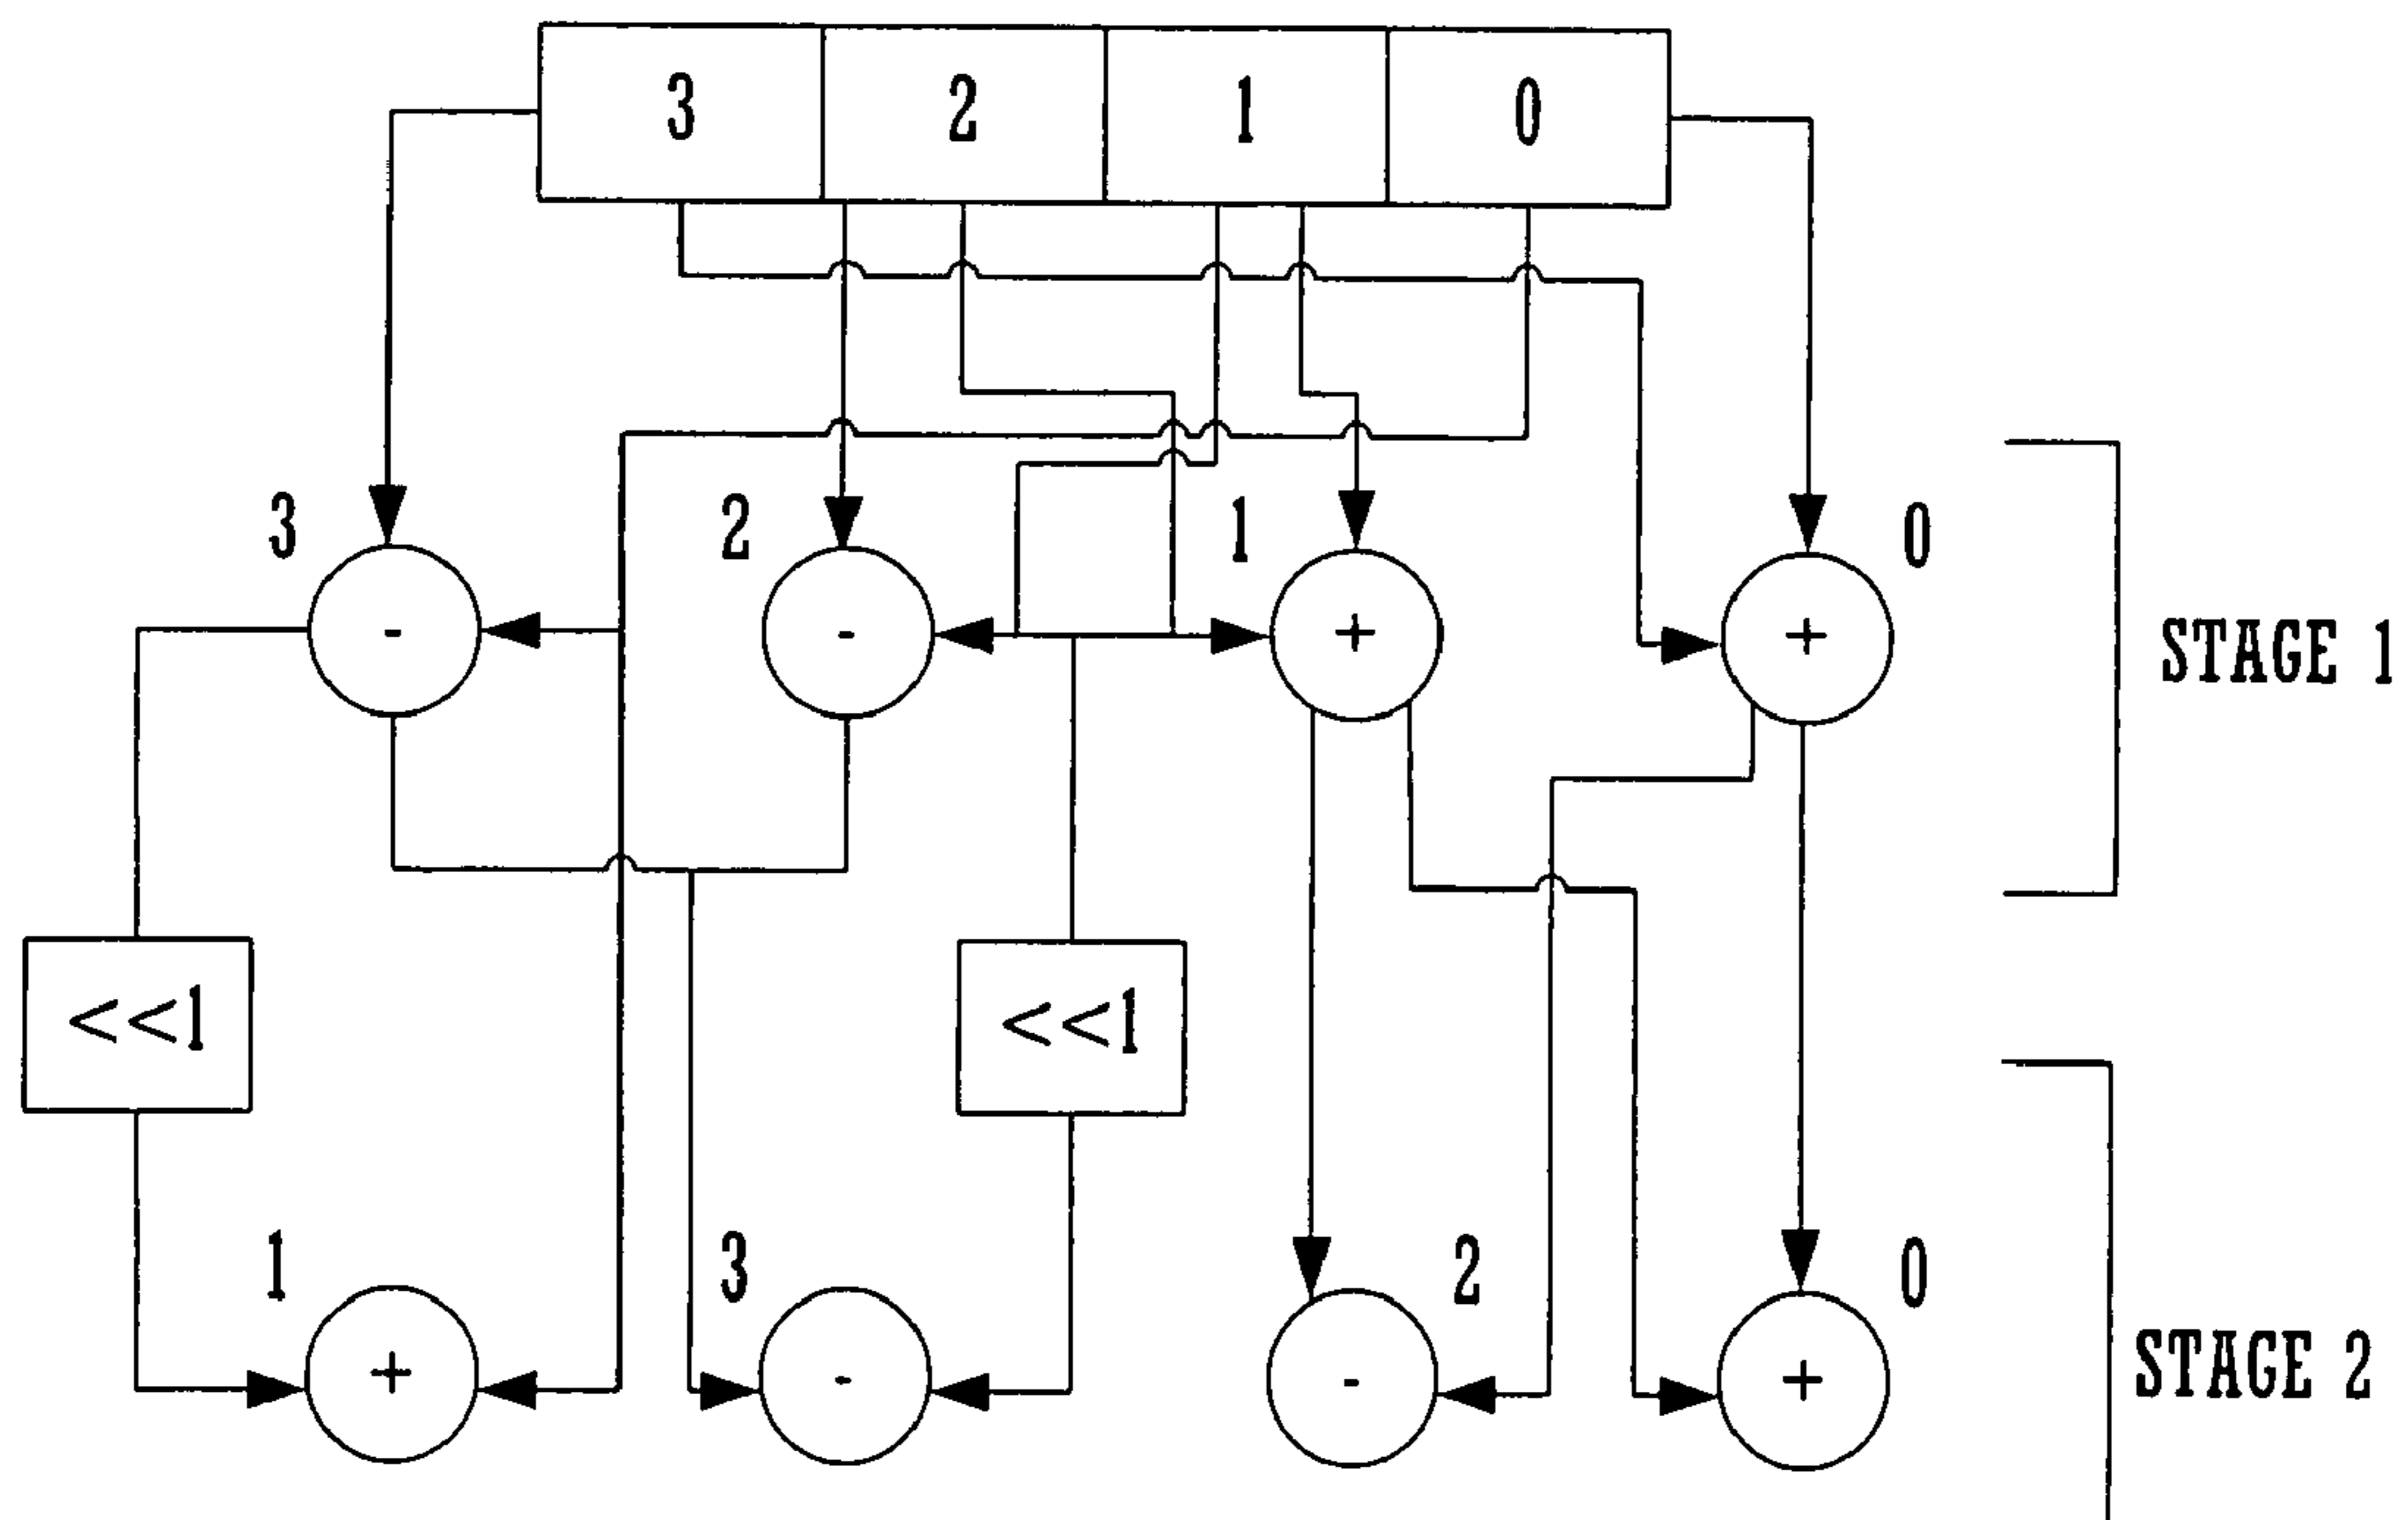 3 2 1 0
3 2 1 0
- - + +
STAGE 1
<<1 <<1
1 3 2 0
+ - - +
STAGE 2